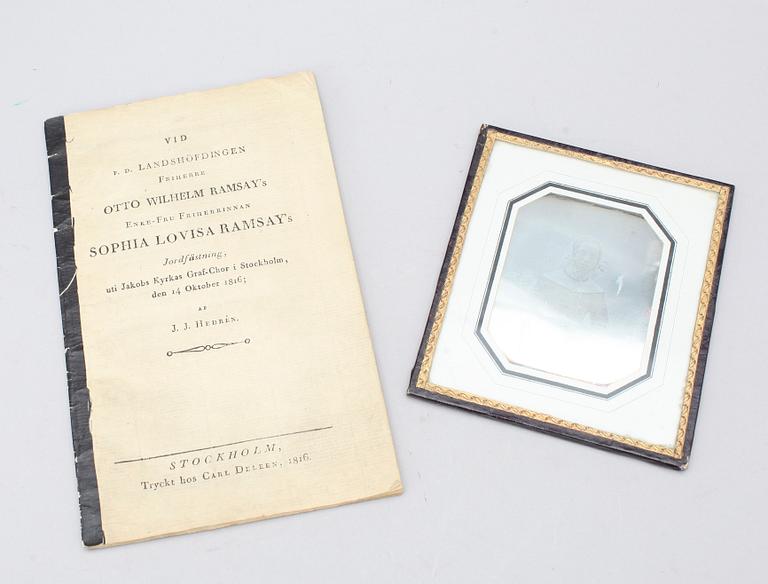 VID
F. D. LANDSHÖFDINGEN
FRIHERRE
OTTO WILHELM RAMSAY's
ENKE-FRU FRIHERRINNAN
SOPHIA LOVISA RAMSAY's
Jordfästning,
uti Jakobs Kyrkas Graf-Chor i Stockholm,
den 14 Oktober 1816;
AF
J. J. HEDRÉN.
STOCKHOLM,
Tryckt hos CARL DELEEN, 1816.